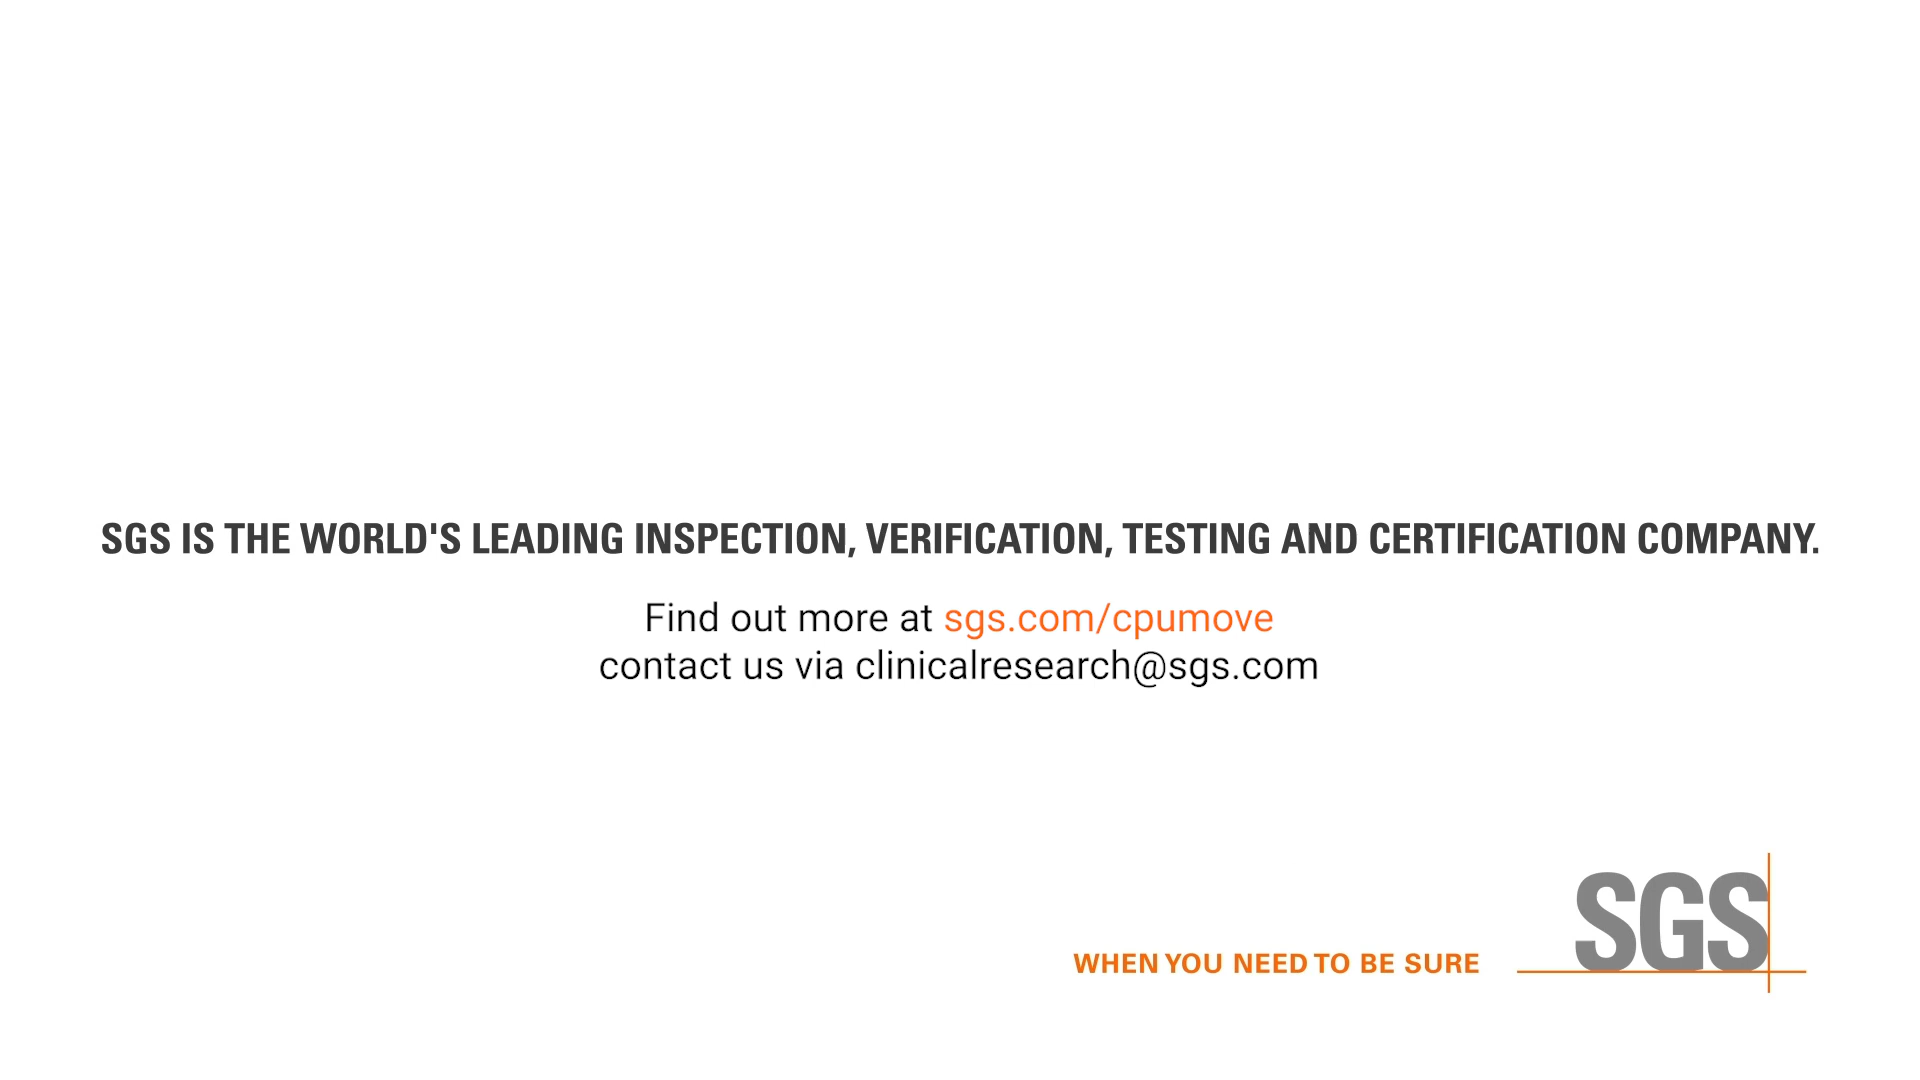 SGS IS THE WORLD'S LEADING INSPECTION, VERIFICATION, TESTING AND CERTIFICATION COMPANY.
Find out more at sgs.com/cpumove
contact us via clinicalresearch@sgs.com
WHEN YOU NEED TO BE SURE
SGS